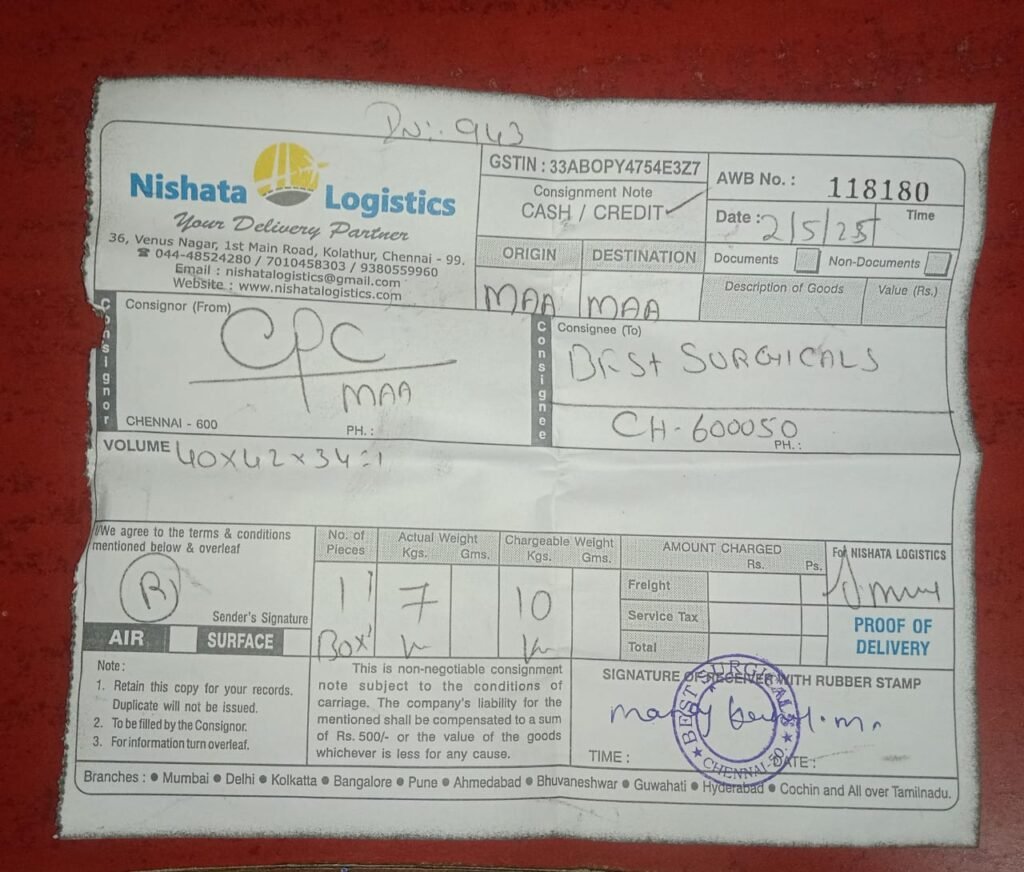 DN:. 943
Nishata Logistics
Your Delivery Partner
36, Venus Nagar, 1st Main Road, Kolathur, Chennai - 99.
☎ 044-48524280 / 7010458303 / 9380559960
Email : nishatalogistics@gmail.com
Website : www.nishatalogistics.com
GSTIN : 33ABOPY4754E3Z7
Consignment Note
CASH / CREDIT ✓
AWB No. : 118180
Date : 2/5/25 Time
ORIGIN DESTINATION
MAA MAA
Documents Non-Documents
Description of Goods Value (Rs.)
Consignor
Consignor (From)
CPC
MAA
CHENNAI - 600 PH. :
Consignee
Consignee (To)
BEST SURGICALS
CH-600050
PH. :
VOLUME 40x42x34=1
I/We agree to the terms & conditions
mentioned below & overleaf
Sender's Signature
AIR SURFACE
No. of Pieces
1
Box
Actual Weight
Kgs. Gms.
7
Chargeable Weight
Kgs. Gms.
10
AMOUNT CHARGED
Rs. Ps.
Freight
Service Tax
Total
For NISHATA LOGISTICS
PROOF OF
DELIVERY
Note :
1. Retain this copy for your records.
Duplicate will not be issued.
2. To be filled by the Consignor.
3. For information turn overleaf.
This is non-negotiable consignment
note subject to the conditions of
carriage. The company's liability for the
mentioned shall be compensated to a sum
of Rs. 500/- or the value of the goods
whichever is less for any cause.
SIGNATURE OF RECEIVER WITH RUBBER STAMP
BEST SURGICALS
CHENNAI-50.
TIME : DATE :
Branches : ● Mumbai ● Delhi ● Kolkatta ● Bangalore ● Pune ● Ahmedabad ● Bhuvaneshwar ● Guwahati ● Hyderabad ● Cochin and All over Tamilnadu.